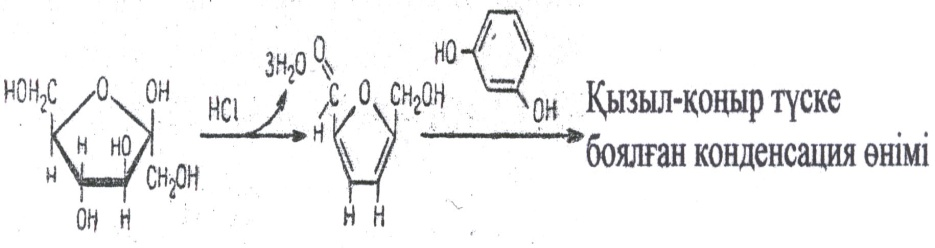 HOH₂C O OH
H HO
H CH₂OH
OH H
HCl
3H₂O
O
C O CH₂OH
H
H H
HO
OH
Қызыл-қоңыр түске
боялған конденсация өнімі